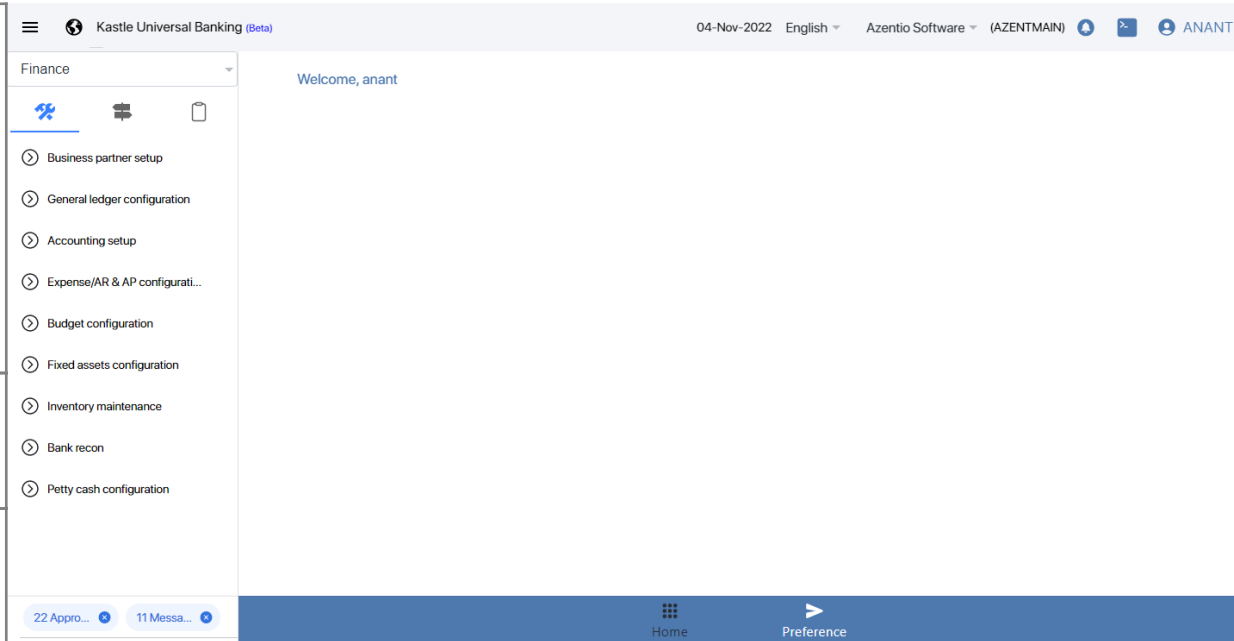 Kastle Universal Banking (Beta)
04-Nov-2022 English Azentio Software (AZENTMAIN) ANANT
Finance
Welcome, anant
Business partner setup
General ledger configuration
Accounting setup
Expense/AR & AP configurati...
Budget configuration
Fixed assets configuration
Inventory maintenance
Bank recon
Petty cash configuration
22 Appro... 11 Messa...
Home Preference